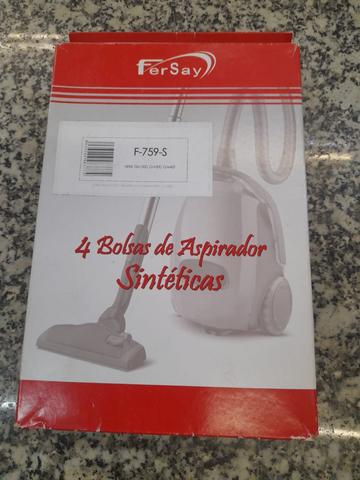 FerSay
F-759-S
4 Bolsas de Aspirador
Sintéticas